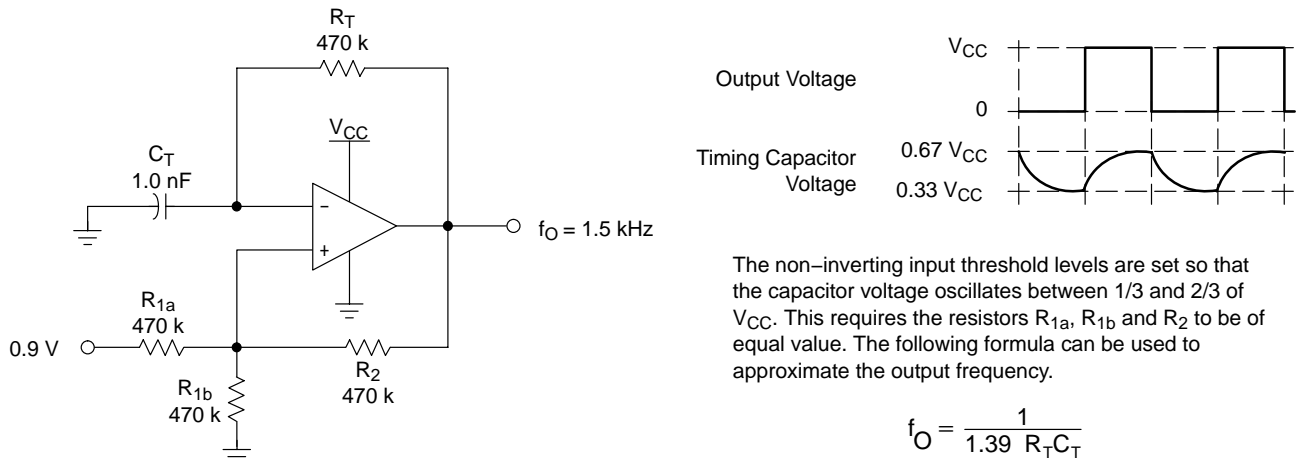 R_T
470 k
V_CC
C_T
1.0 nF
−
+
f_O = 1.5 kHz
R_1a
470 k
0.9 V
R_1b
470 k
R_2
470 k
Output Voltage
V_CC
0
Timing Capacitor
Voltage
0.67 V_CC
0.33 V_CC
The non−inverting input threshold levels are set so that
the capacitor voltage oscillates between 1/3 and 2/3 of
V_CC. This requires the resistors R_1a, R_1b and R_2 to be of
equal value. The following formula can be used to
approximate the output frequency.
f_O = 1 / (1.39 R_TC_T)